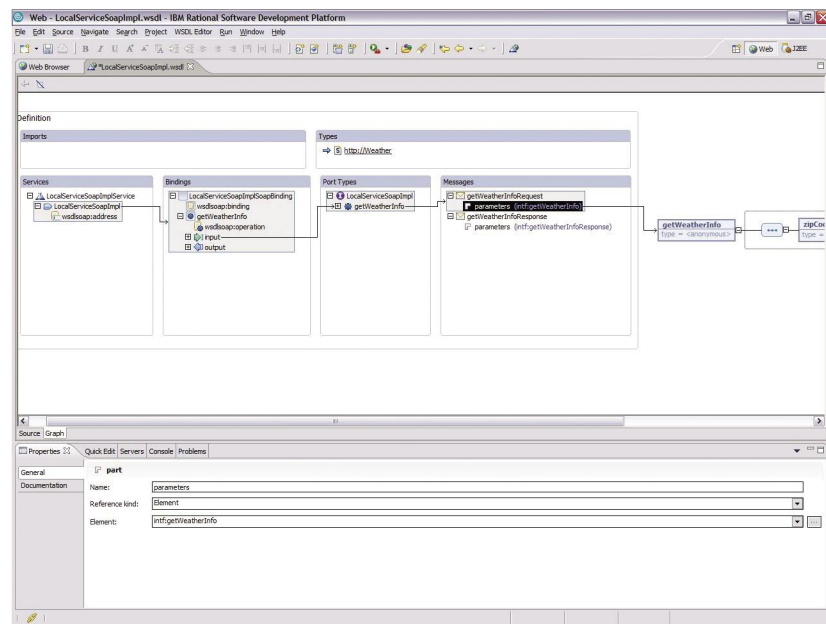 Web - LocalServiceSoapImpl.wsdl - IBM Rational Software Development Platform
File Edit Source Navigate Search Project WSDL Editor Run Window Help
B I U A A
Web J2EE
Web Browser *LocalServiceSoapImpl.wsdl
Definition
Imports
Types
http://Weather
Services
Bindings
Port Types
Messages
LocalServiceSoapImplService
LocalServiceSoapImpl
wsdlsoap:address
LocalServiceSoapImplSoapBinding
wsdlsoap:binding
getWeatherInfo
wsdlsoap:operation
input
output
LocalServiceSoapImpl
getWeatherInfo
getWeatherInfoRequest
parameters (intf:getWeatherInfo)
getWeatherInfoResponse
parameters (intf:getWeatherInfoResponse)
getWeatherInfo
type = <anonymous>
zipCo
type =
Source Graph
Properties Quick Edit Servers Console Problems
General
Documentation
part
Name: parameters
Reference kind: Element
Element: intf:getWeatherInfo ...